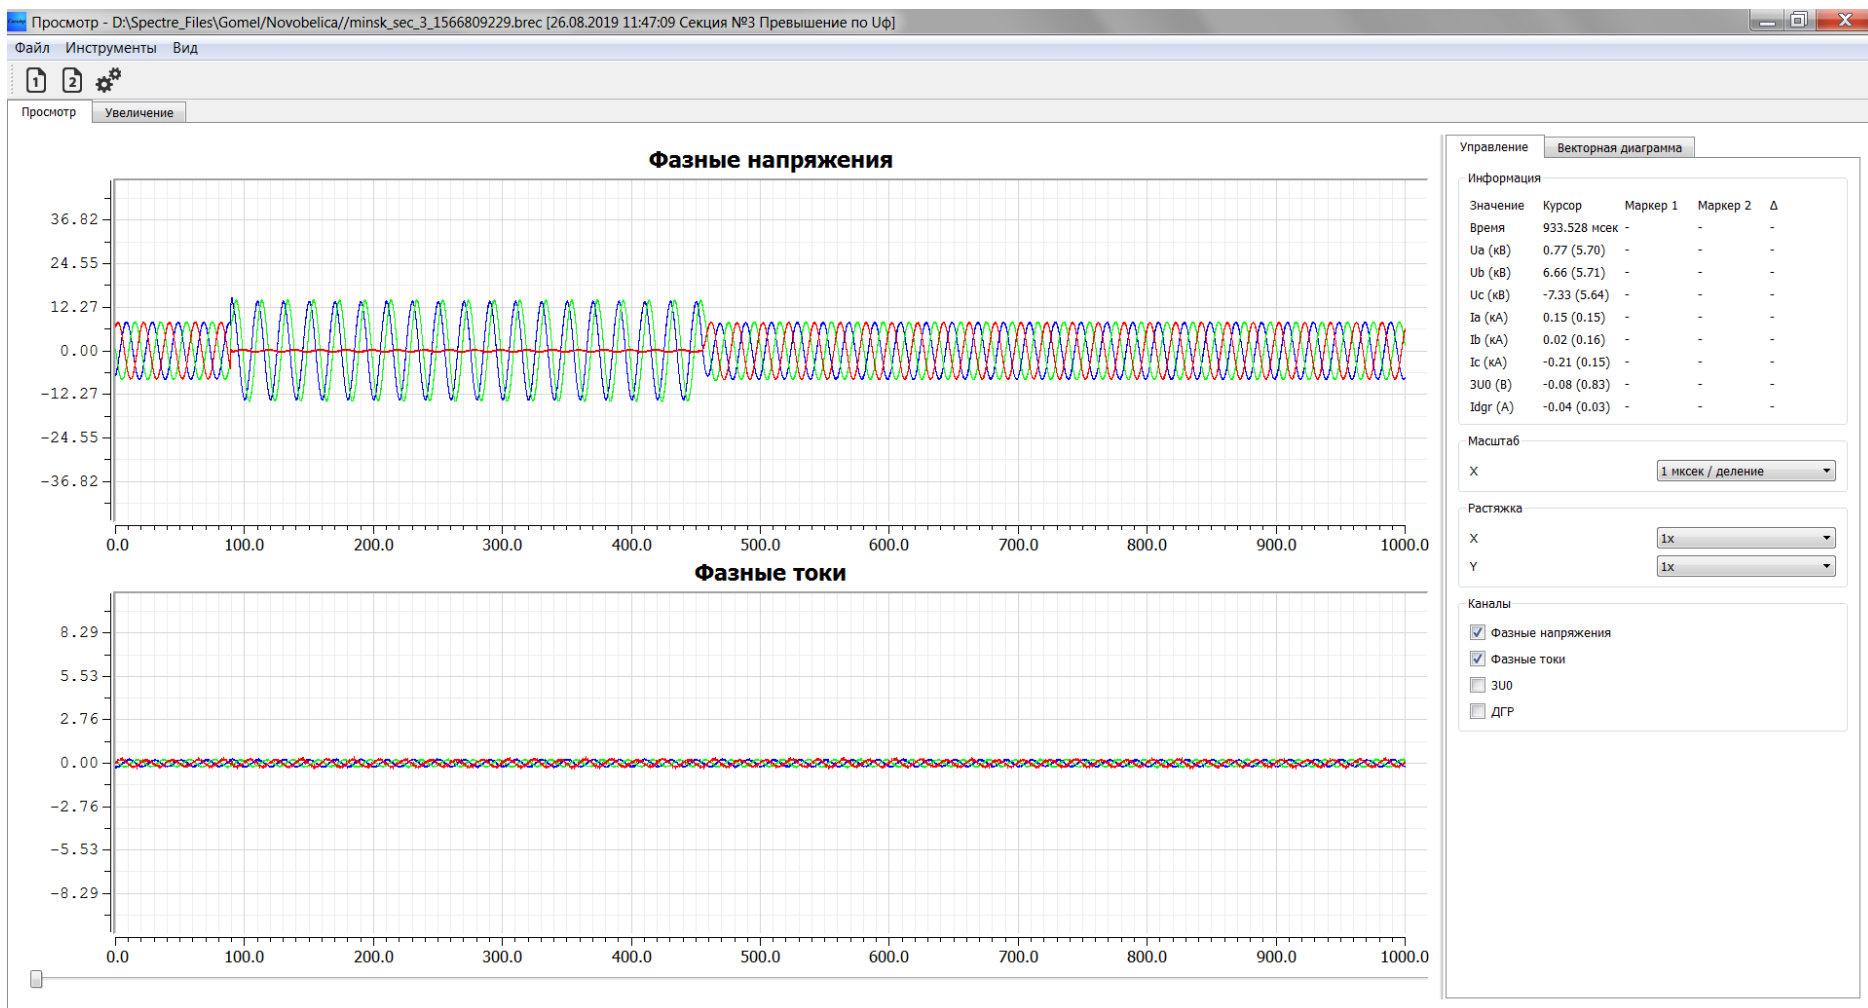 Просмотр - D:\Spectre_Files\Gomel/Novobelica//minsk_sec_3_1566809229.brec [26.08.2019 11:47:09 Секция №3 Превышение по Uф]
Файл Инструменты Вид
1 2
Просмотр Увеличение
Фазные напряжения
36.82
24.55
12.27
0.00
-12.27
-24.55
-36.82
0.0 100.0 200.0 300.0 400.0 500.0 600.0 700.0 800.0 900.0 1000.0
Фазные токи
8.29
5.53
2.76
0.00
-2.76
-5.53
-8.29
0.0 100.0 200.0 300.0 400.0 500.0 600.0 700.0 800.0 900.0 1000.0
Управление Векторная диаграмма
Информация
Значение Курсор Маркер 1 Маркер 2 Δ
Время 933.528 мсек - - -
Ua (кВ) 0.77 (5.70) - - -
Ub (кВ) 6.66 (5.71) - - -
Uc (кВ) -7.33 (5.64) - - -
Ia (кА) 0.15 (0.15) - - -
Ib (кА) 0.02 (0.16) - - -
Ic (кА) -0.21 (0.15) - - -
3U0 (В) -0.08 (0.83) - - -
Idgr (А) -0.04 (0.03) - - -
Масштаб
X 1 мксек / деление
Растяжка
X 1x
Y 1x
Каналы
Фазные напряжения
Фазные токи
3U0
ДГР